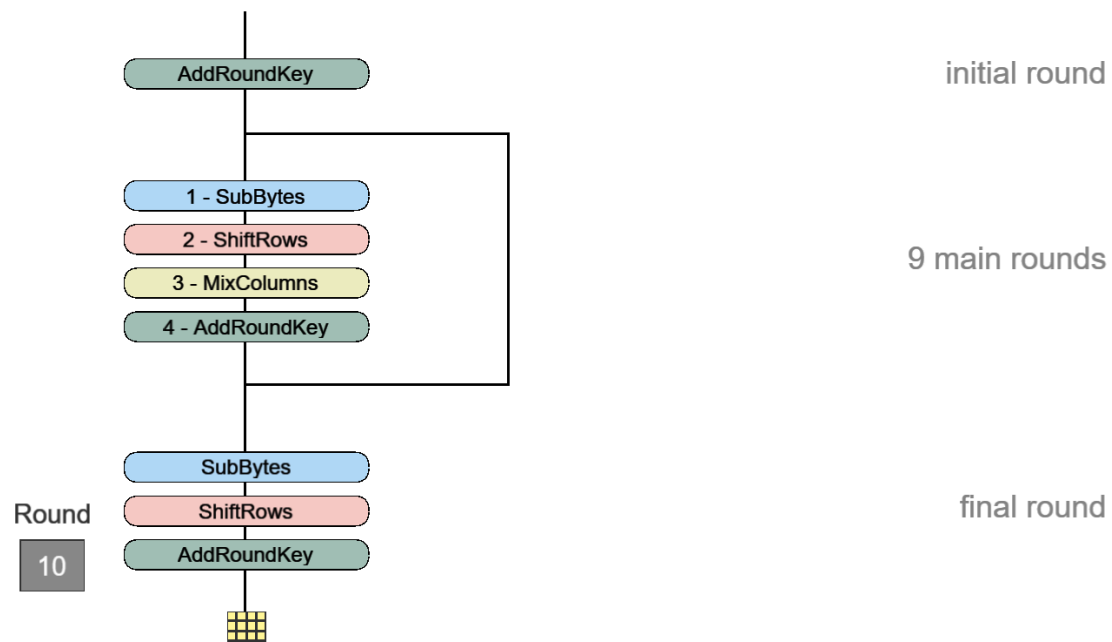 AddRoundKey
initial round
1 - SubBytes
2 - ShiftRows
3 - MixColumns
4 - AddRoundKey
9 main rounds
SubBytes
ShiftRows
AddRoundKey
final round
Round
10